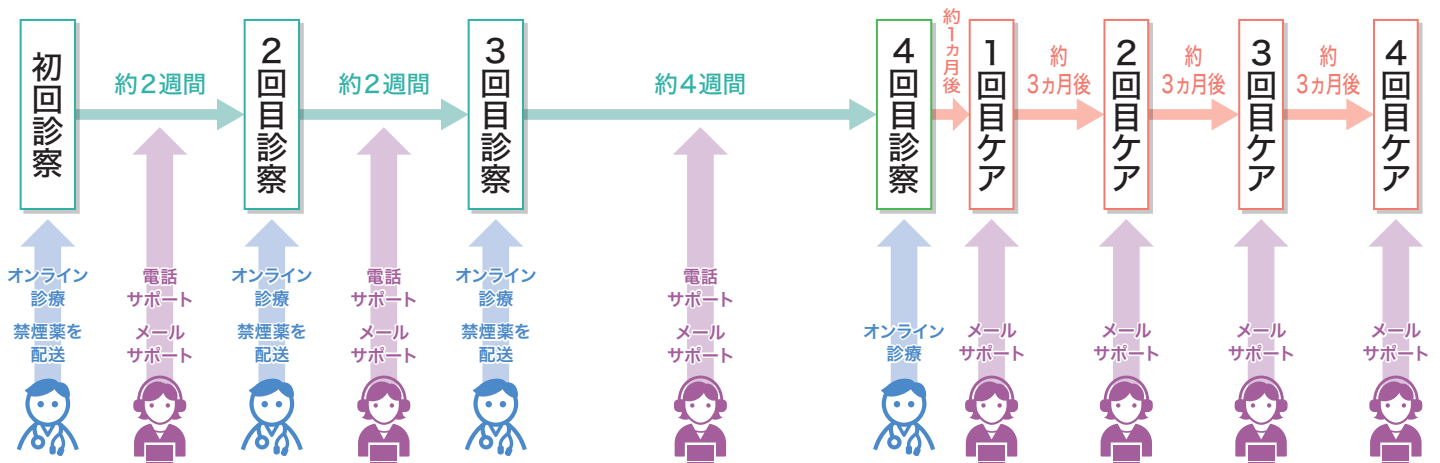 初回診察
約2週間
2回目診察
約2週間
3回目診察
約4週間
4回目診察
約1ヵ月後
1回目ケア
約
3ヵ月後
2回目ケア
約
3ヵ月後
3回目ケア
約
3ヵ月後
4回目ケア
オンライン
診療
禁煙薬を
配送
電話
サポート
メール
サポート
オンライン
診療
禁煙薬を
配送
電話
サポート
メール
サポート
オンライン
診療
禁煙薬を
配送
電話
サポート
メール
サポート
オンライン
診療
メール
サポート
メール
サポート
メール
サポート
メール
サポート